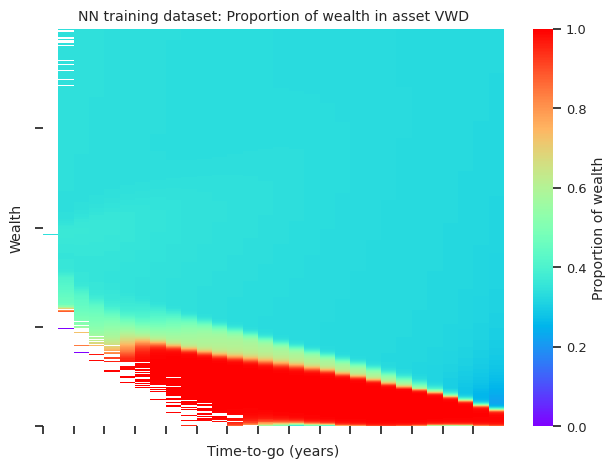 NN training dataset: Proportion of wealth in asset VWD
Wealth
Time-to-go (years)
1.0
0.8
0.6
0.4
0.2
0.0
Proportion of wealth